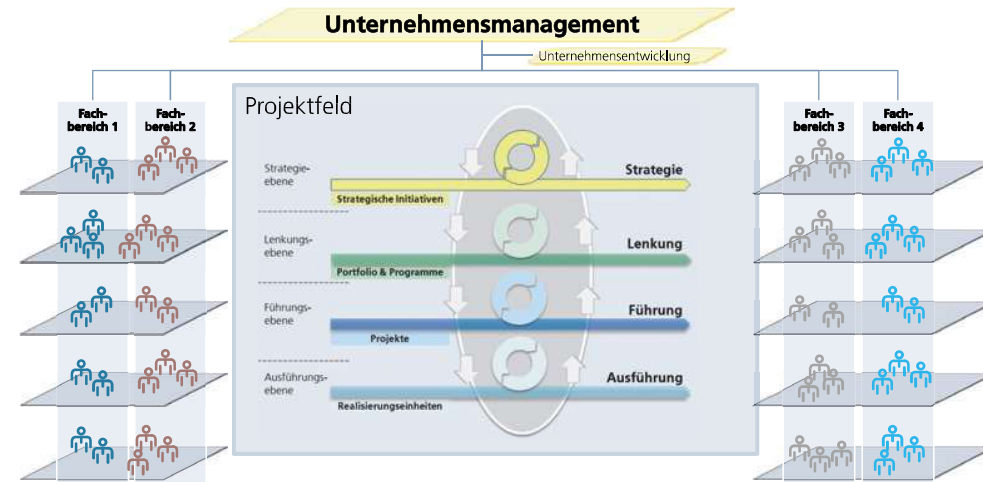 Unternehmensmanagement
Unternehmensentwicklung
Fach-
bereich 1
Fach-
bereich 2
Projektfeld
Strategie-
ebene
Strategie
Strategische Initiativen
Lenkungs-
ebene
Lenkung
Portfolio & Programme
Führungs-
ebene
Führung
Projekte
Ausführungs-
ebene
Ausführung
Realisierungseinheiten
Fach-
bereich 3
Fach-
bereich 4